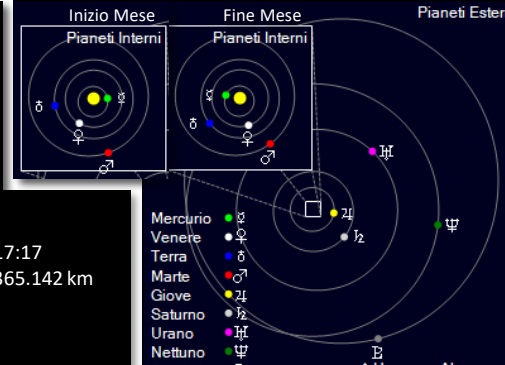 Inizio Mese
Fine Mese
Pianeti Ester
Pianeti Interni
Pianeti Interni
17:17
365.142 km
Mercurio ☿
Venere ♀
Terra ♁
Marte ♂
Giove ♃
Saturno ♄
Urano ♅
Nettuno ♆